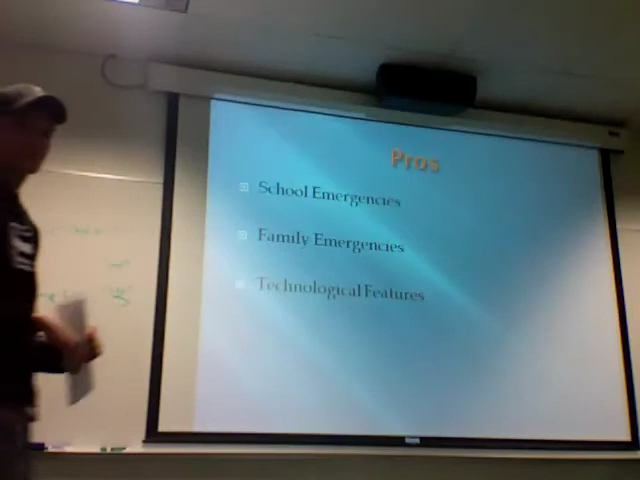 Pros
School Emergencies
Family Emergencies
Technological Features